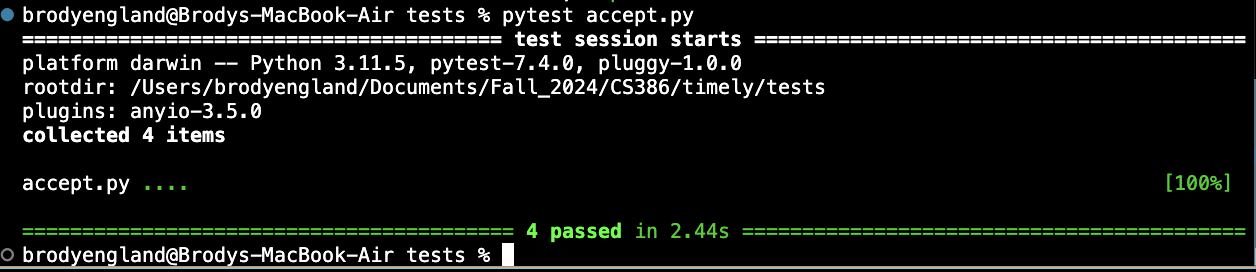 brodyengland@Brodys-MacBook-Air tests % pytest accept.py
======================================== test session starts =========================================
platform darwin -- Python 3.11.5, pytest-7.4.0, pluggy-1.0.0
rootdir: /Users/brodyengland/Documents/Fall_2024/CS386/timely/tests
plugins: anyio-3.5.0
collected 4 items
accept.py .... [100%]
========================================= 4 passed in 2.44s ==========================================
brodyengland@Brodys-MacBook-Air tests %